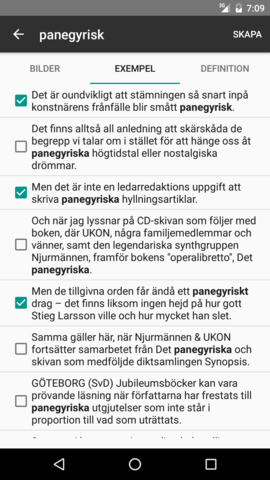 7:09
panegyrisk
SKAPA
BILDER
EXEMPEL
DEFINITION
Det är oundvikligt att stämningen så snart inpå
konstnärens frånfälle blir smått panegyrisk.
Det finns alltså all anledning att skärskåda de
begrepp vi talar om i stället för att hänge oss åt
panegyriska högtidstal eller nostalgiska
drömmar.
Men det är inte en ledarredaktions uppgift att
skriva panegyriska hyllningsartiklar.
Och när jag lyssnar på CD-skivan som följer med
boken, där UKON, några familjemedlemmar och
vänner, samt den legendariska synthgruppen
Njurmännen, framför bokens "operalibretto", Det
panegyriska.
Men de tillgivna orden får ändå ett panegyriskt
drag – det finns liksom ingen hejd på hur gott
Stieg Larsson ville och hur mycket han slet.
Samma gäller här, när Njurmännen & UKON
fortsätter samarbetet från Det panegyriska och
skivan som medföljde diktsamlingen Synopsis.
GÖTEBORG (SvD) Jubileumsböcker kan vara
prövande läsning när författarna har frestats till
panegyriska utgjutelser som inte står i
proportion till vad som uträttats.